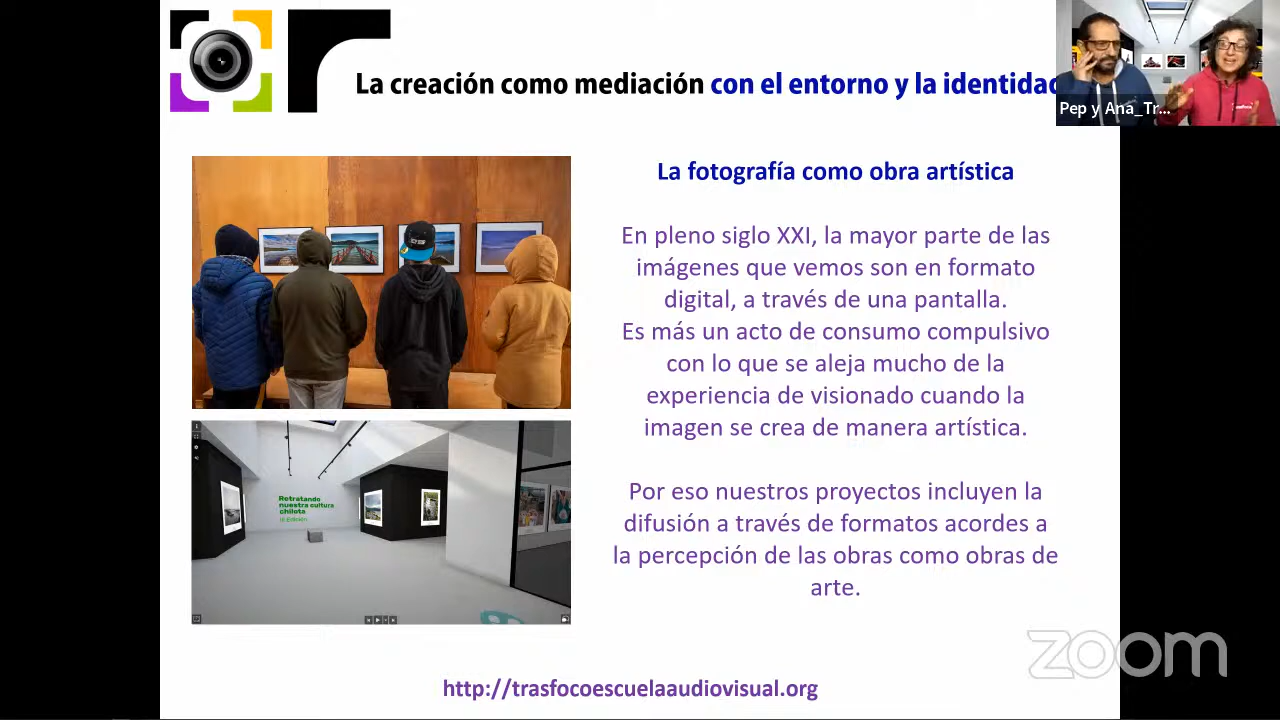 La creación como mediación con el entorno y la identidad
Pep y Ana_Tr...
La fotografía como obra artística
En pleno siglo XXI, la mayor parte de las
imágenes que vemos son en formato
digital, a través de una pantalla.
Es más un acto de consumo compulsivo
con lo que se aleja mucho de la
experiencia de visionado cuando la
imagen se crea de manera artística.
Retratando
nuestra cultura
chilota
III Edición
Por eso nuestros proyectos incluyen la
difusión a través de formatos acordes a
la percepción de las obras como obras de
arte.
zoom
http://trasfocoescuelaaudiovisual.org